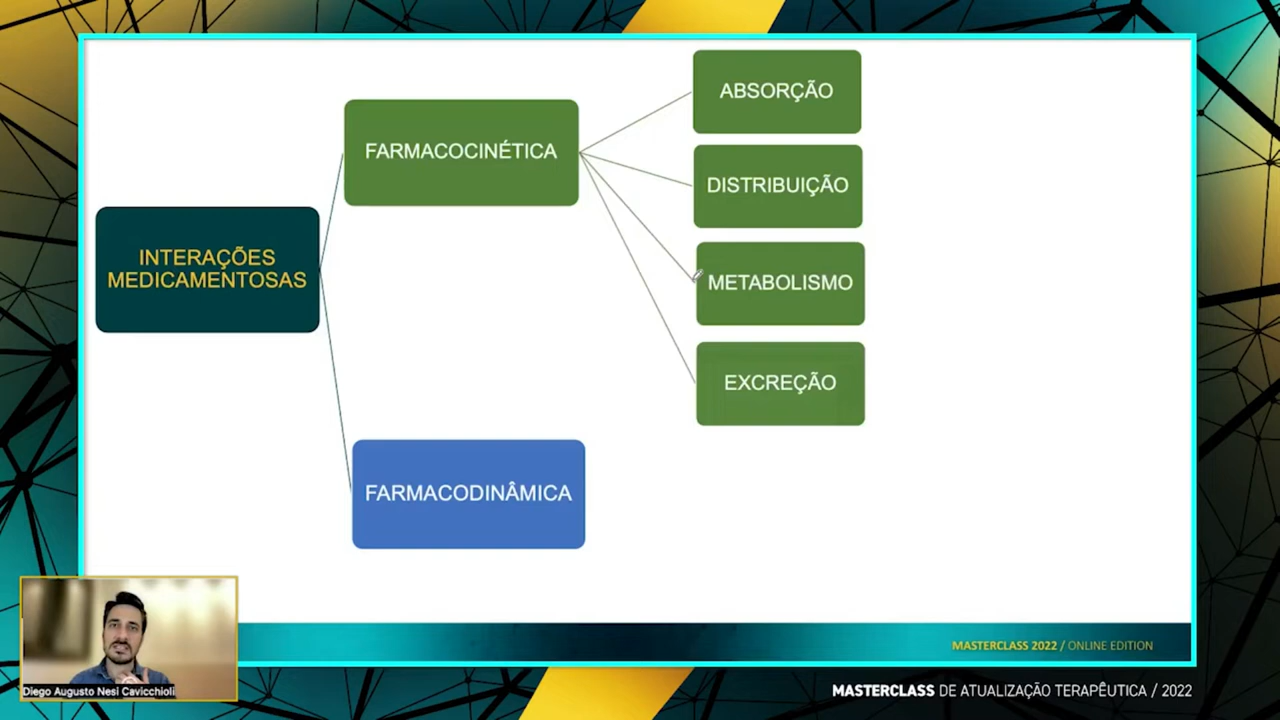 INTERAÇÕES
MEDICAMENTOSAS
FARMACOCINÉTICA
ABSORÇÃO
DISTRIBUIÇÃO
METABOLISMO
EXCREÇÃO
FARMACODINÂMICA
MASTERCLASS 2022 / ONLINE EDITION
Diego Augusto Nesi Cavicchioli
MASTERCLASS DE ATUALIZAÇÃO TERAPÊUTICA / 2022